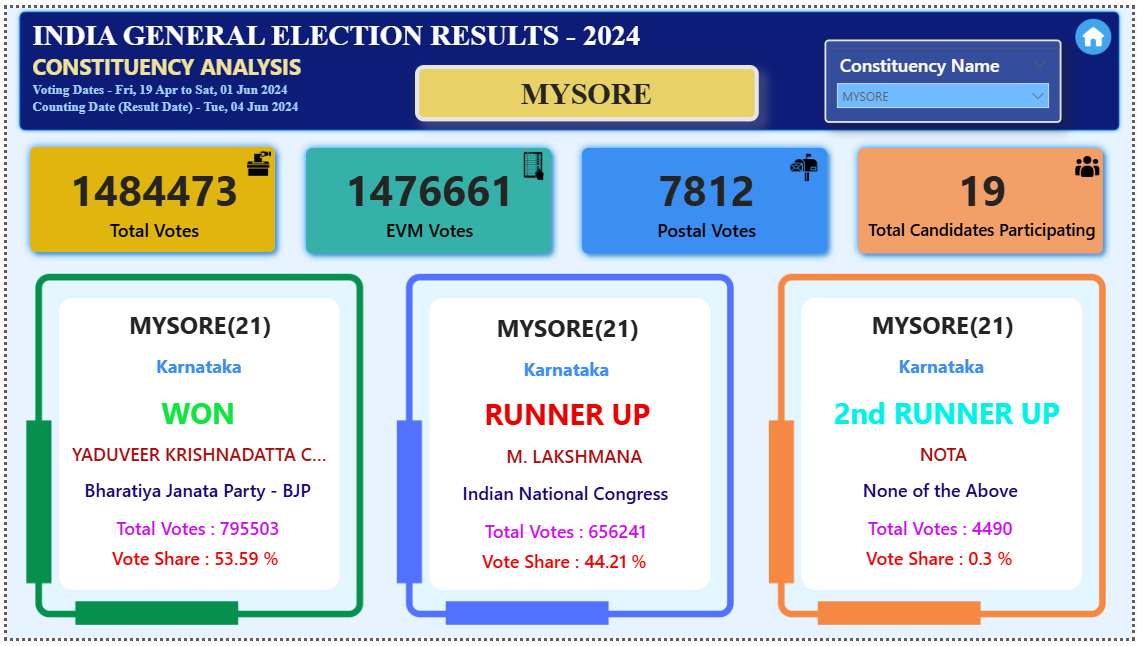 INDIA GENERAL ELECTION RESULTS - 2024
CONSTITUENCY ANALYSIS
Voting Dates - Fri, 19 Apr to Sat, 01 Jun 2024
Counting Date (Result Date) - Tue, 04 Jun 2024
MYSORE
Constituency Name
MYSORE
1484473
Total Votes
1476661
EVM Votes
7812
Postal Votes
19
Total Candidates Participating
MYSORE(21)
Karnataka
WON
YADUVEER KRISHNADATTA C...
Bharatiya Janata Party - BJP
Total Votes : 795503
Vote Share : 53.59 %
MYSORE(21)
Karnataka
RUNNER UP
M. LAKSHMANA
Indian National Congress
Total Votes : 656241
Vote Share : 44.21 %
MYSORE(21)
Karnataka
2nd RUNNER UP
NOTA
None of the Above
Total Votes : 4490
Vote Share : 0.3 %